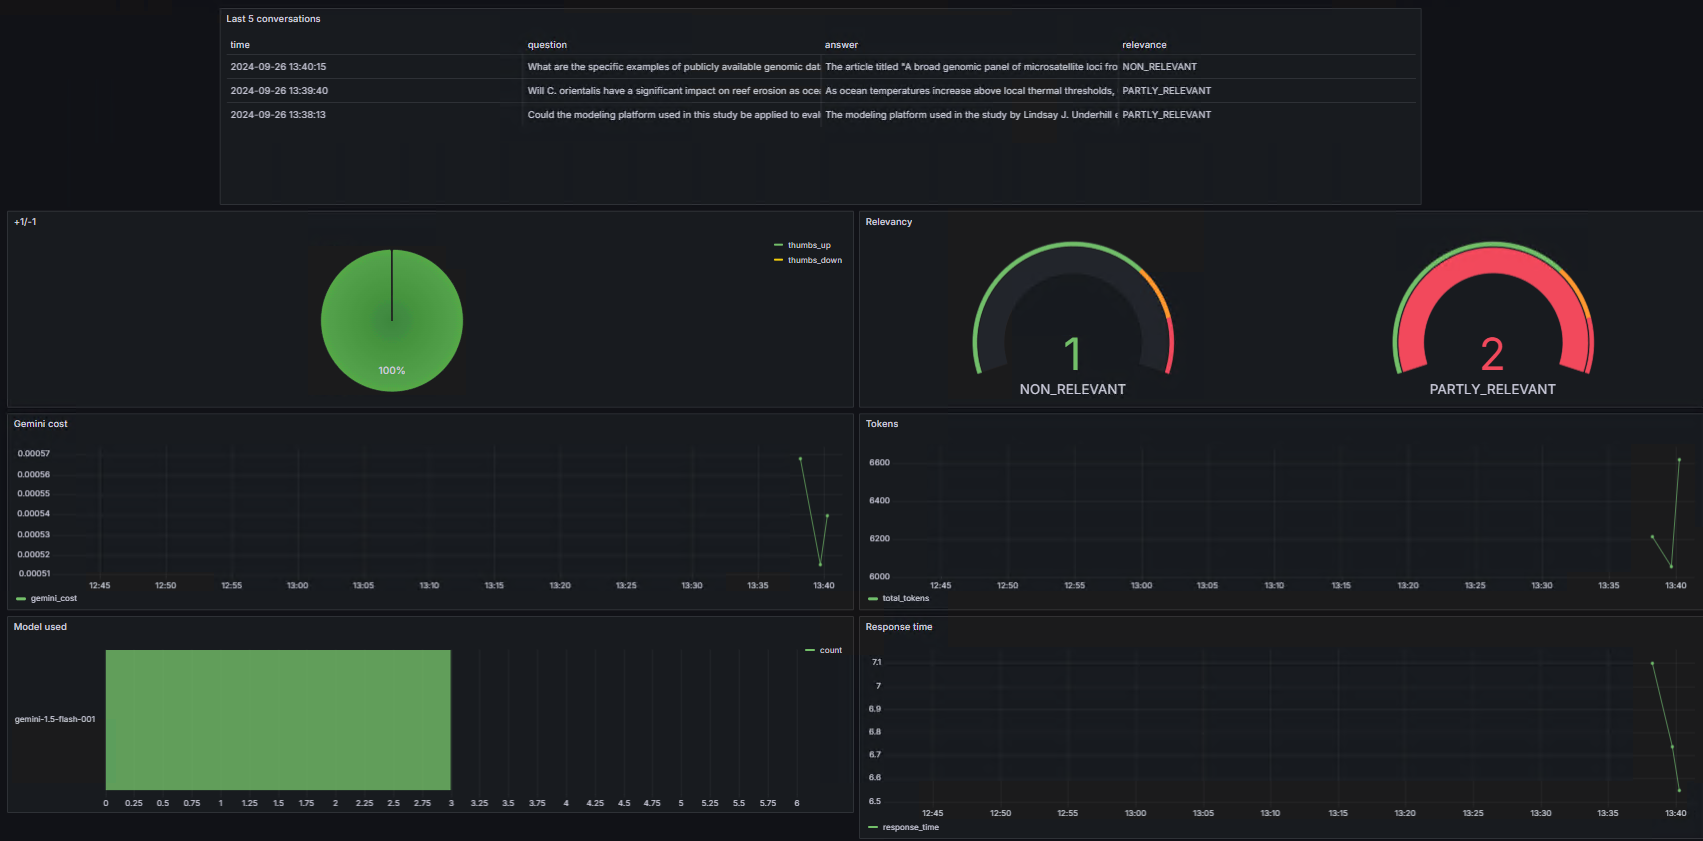 Last 5 conversations
time question answer relevance
2024-09-26 13:40:15 What are the specific examples of publicly available genomic dat The article titled "A broad genomic panel of microsatellite loci fro NON_RELEVANT
2024-09-26 13:39:40 Will C. orientalis have a significant impact on reef erosion as ocea As ocean temperatures increase above local thermal thresholds, PARTLY_RELEVANT
2024-09-26 13:38:13 Could the modeling platform used in this study be applied to eval The modeling platform used in the study by Lindsay J. Underhill e PARTLY_RELEVANT
+1/-1
thumbs_up
thumbs_down
100%
Relevancy
1
NON_RELEVANT
2
PARTLY_RELEVANT
Gemini cost
0.00057
0.00056
0.00055
0.00054
0.00053
0.00052
0.00051
12:45 12:50 12:55 13:00 13:05 13:10 13:15 13:20 13:25 13:30 13:35 13:40
gemini_cost
Tokens
6600
6400
6200
6000
12:45 12:50 12:55 13:00 13:05 13:10 13:15 13:20 13:25 13:30 13:35 13:40
total_tokens
Model used
count
gemini-1.5-flash-001
0 0.25 0.5 0.75 1 1.25 1.5 1.75 2 2.25 2.5 2.75 3 3.25 3.5 3.75 4 4.25 4.5 4.75 5 5.25 5.5 5.75 6
Response time
7.1
7
6.9
6.8
6.7
6.6
6.5
12:45 12:50 12:55 13:00 13:05 13:10 13:15 13:20 13:25 13:30 13:35 13:40
response_time